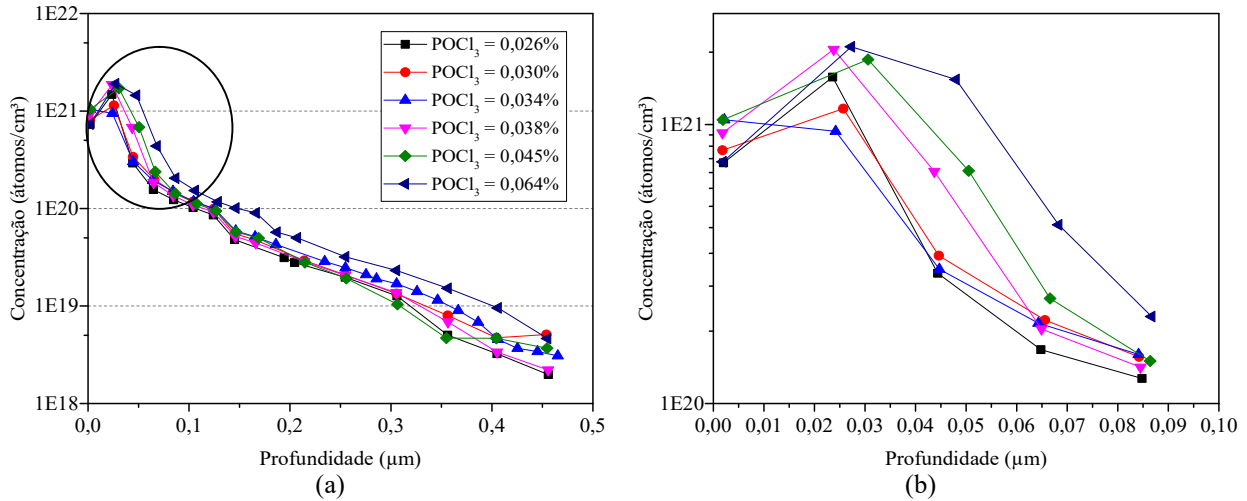 1E22
1E21
1E20
1E19
1E18
Concentração (átomos/cm³)
0,0 0,1 0,2 0,3 0,4 0,5
Profundidade (µm)
POCl3 = 0,026%
POCl3 = 0,030%
POCl3 = 0,034%
POCl3 = 0,038%
POCl3 = 0,045%
POCl3 = 0,064%
(a)
1E21
1E20
Concentração (átomos/cm³)
0,00 0,01 0,02 0,03 0,04 0,05 0,06 0,07 0,08 0,09 0,10
Profundidade (µm)
(b)